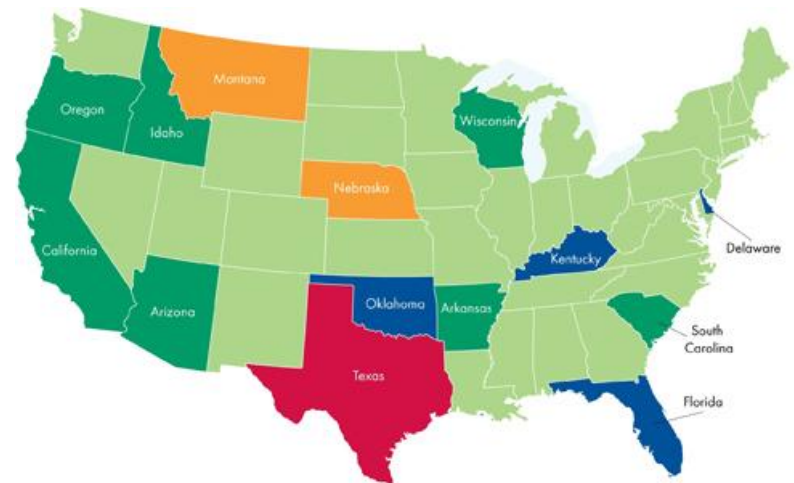 Montana
Oregon
Idaho
Wisconsin
Nebraska
California
Delaware
Kentucky
Oklahoma
Arkansas
Arizona
South
Carolina
Texas
Florida